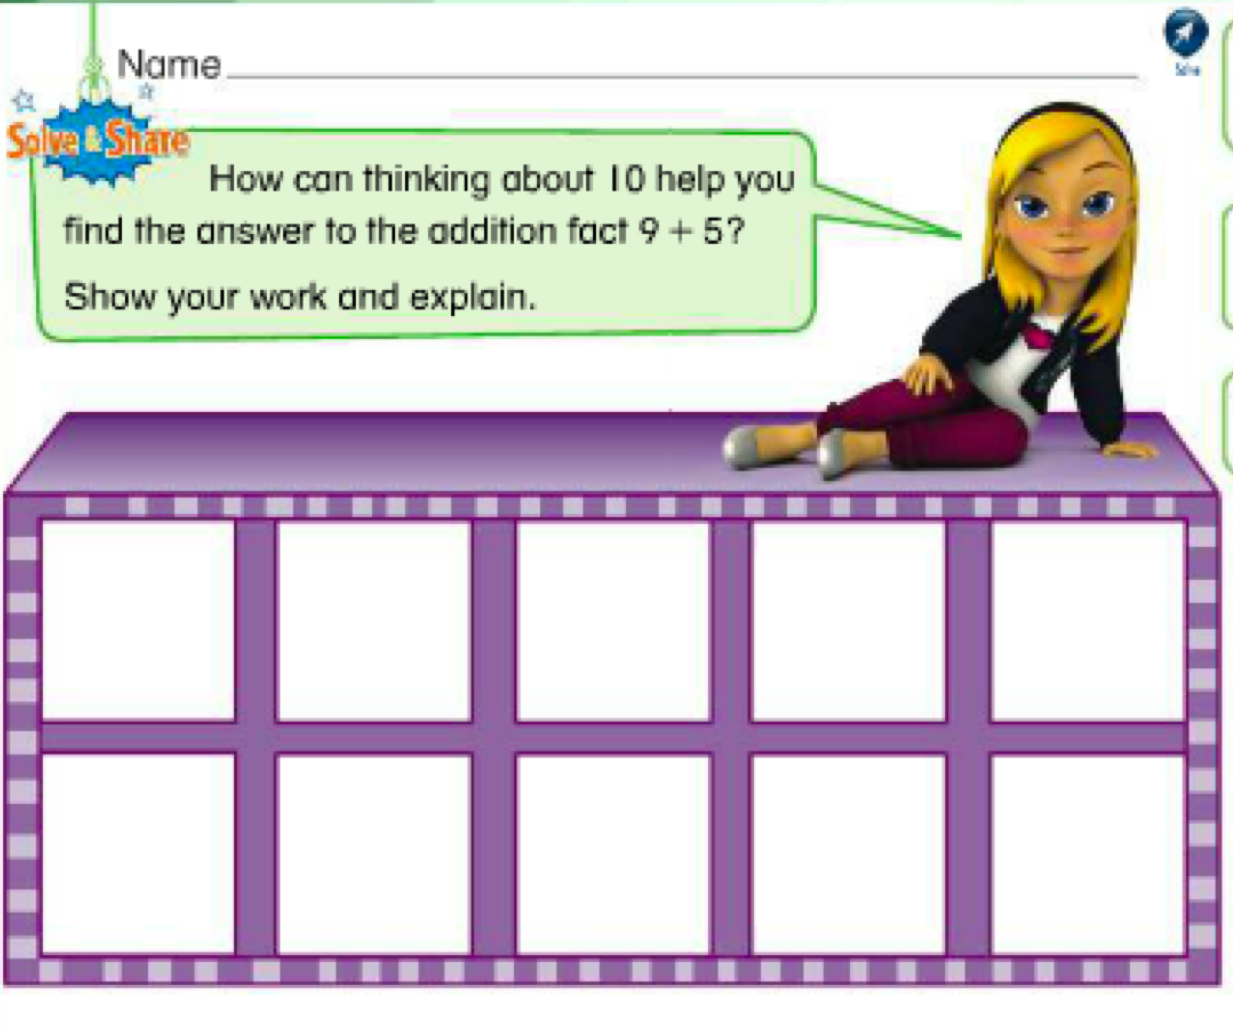 Name
Solve
Solve & Share
How can thinking about 10 help you
find the answer to the addition fact 9 + 5?
Show your work and explain.